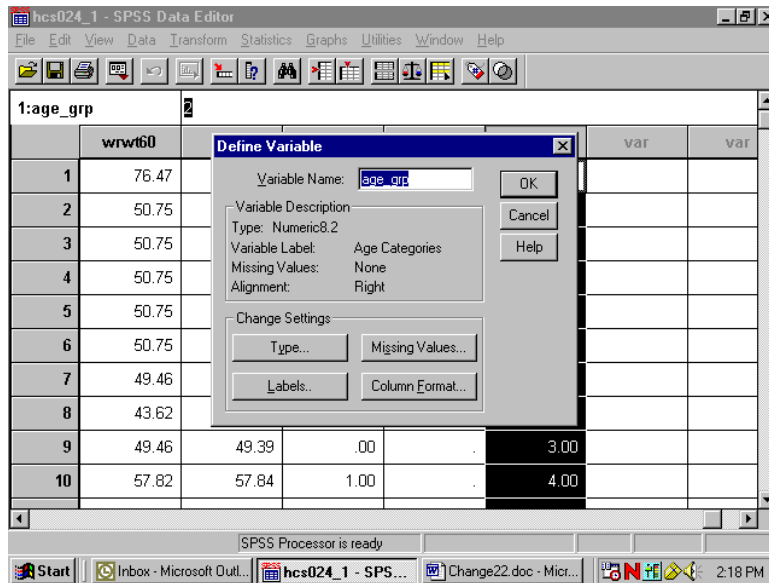 hcs024_1 - SPSS Data Editor
File Edit View Data Transform Statistics Graphs Utilities Window Help
1:age_grp 2
wrwt60 var var
1 76.47
2 50.75
3 50.75
4 50.75
5 50.75
6 50.75
7 49.46
8 43.62
9 49.46 49.39 .00 . 3.00
10 57.82 57.84 1.00 . 4.00
Define Variable
Variable Name: age_grp
OK
Variable Description
Cancel
Type: Numeric8.2
Variable Label: Age Categories
Help
Missing Values: None
Alignment: Right
Change Settings
Type... Missing Values...
Labels.. Column Format...
SPSS Processor is ready
Start Inbox - Microsoft Outl... hcs024_1 - SPS... Change22.doc - Micr... 2:18 PM